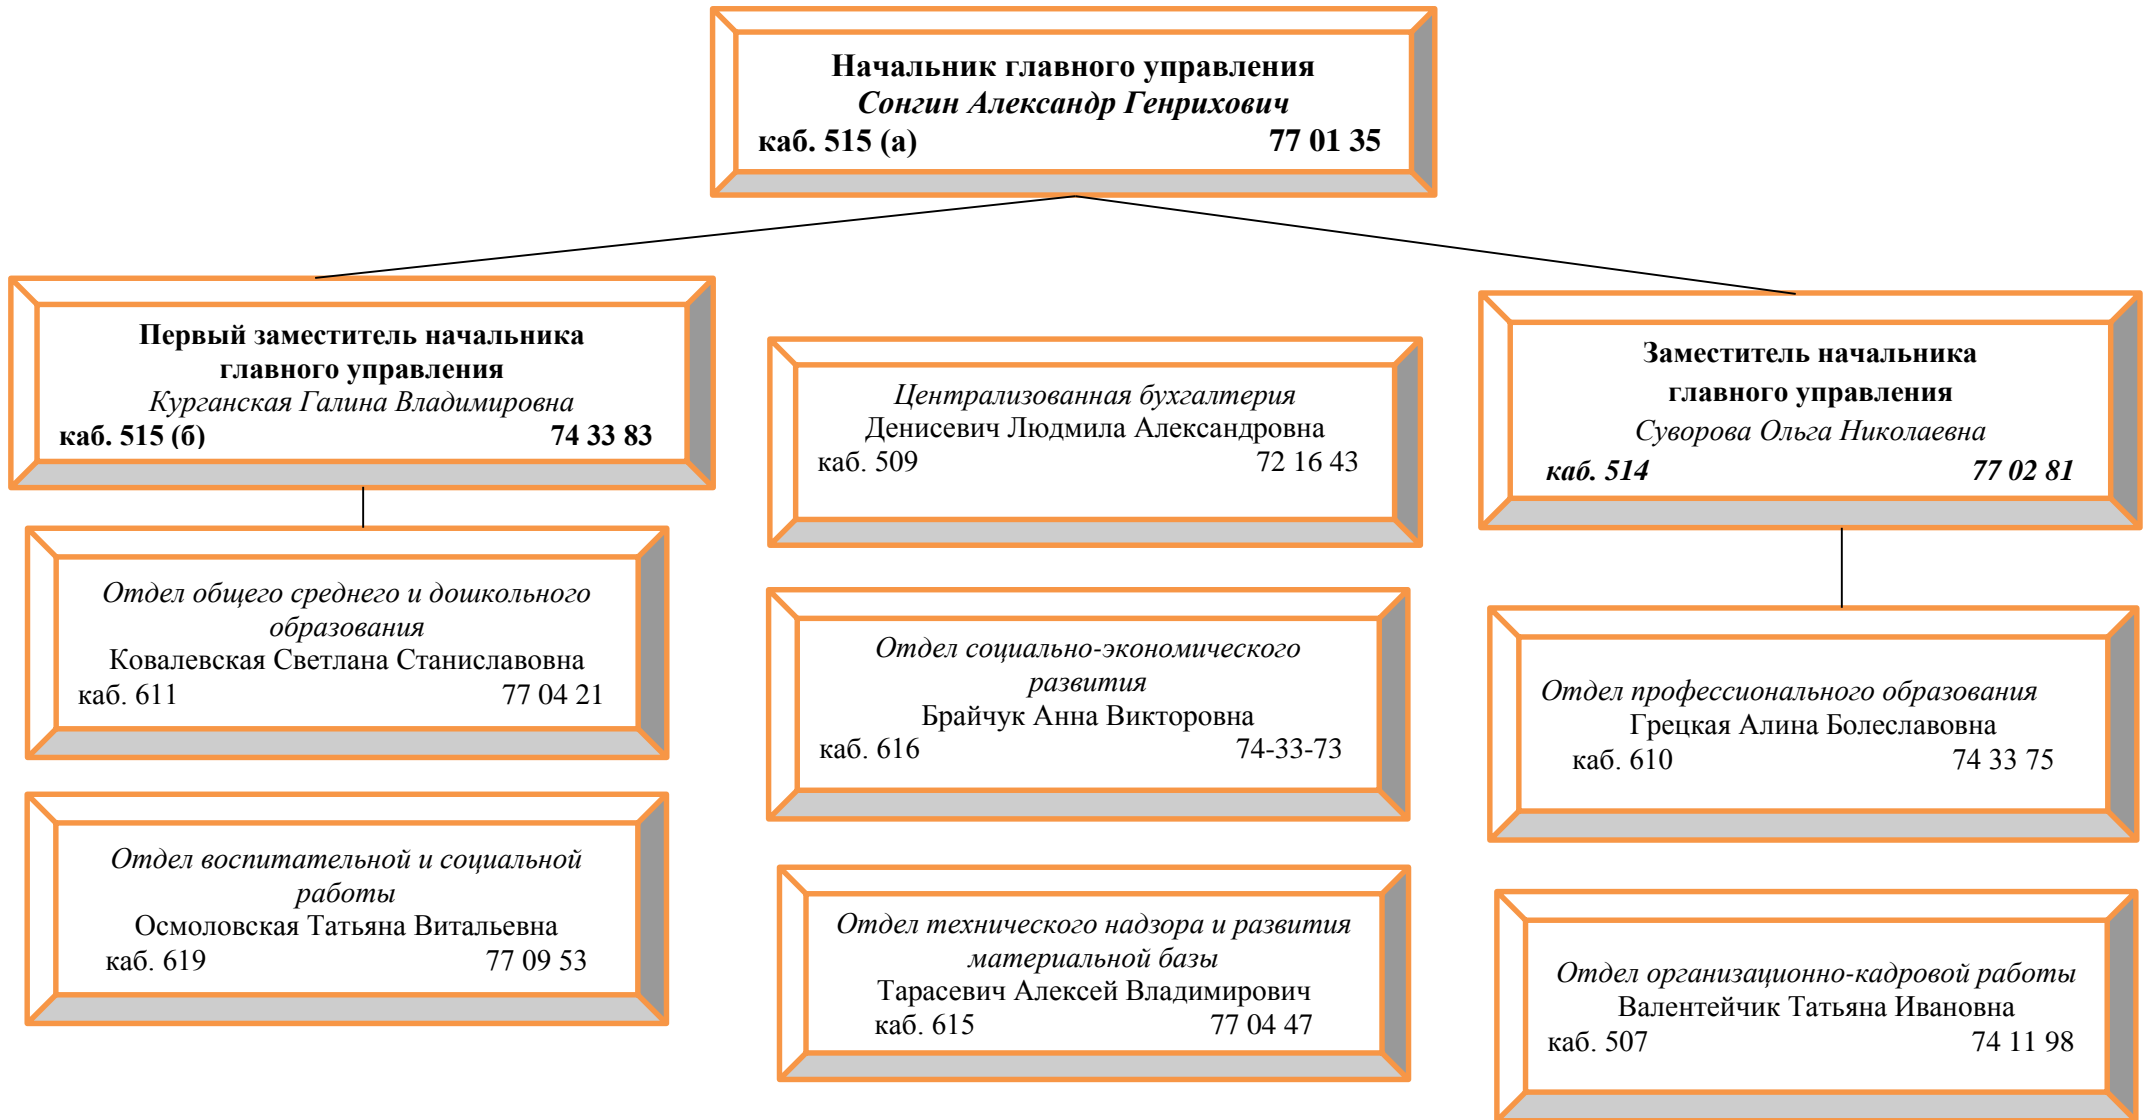 Начальник главного управления
Сонгин Александр Генрихович
каб. 515 (а) 77 01 35
Первый заместитель начальника
главного управления
Курганская Галина Владимировна
каб. 515 (б) 74 33 83
Централизованная бухгалтерия
Денисевич Людмила Александровна
каб. 509 72 16 43
Заместитель начальника
главного управления
Суворова Ольга Николаевна
каб. 514 77 02 81
Отдел общего среднего и дошкольного
образования
Ковалевская Светлана Станиславовна
каб. 611 77 04 21
Отдел социально-экономического
развития
Брайчук Анна Викторовна
каб. 616 74-33-73
Отдел профессионального образования
Грецкая Алина Болеславовна
каб. 610 74 33 75
Отдел воспитательной и социальной
работы
Осмоловская Татьяна Витальевна
каб. 619 77 09 53
Отдел технического надзора и развития
материальной базы
Тарасевич Алексей Владимирович
каб. 615 77 04 47
Отдел организационно-кадровой работы
Валентейчик Татьяна Ивановна
каб. 507 74 11 98